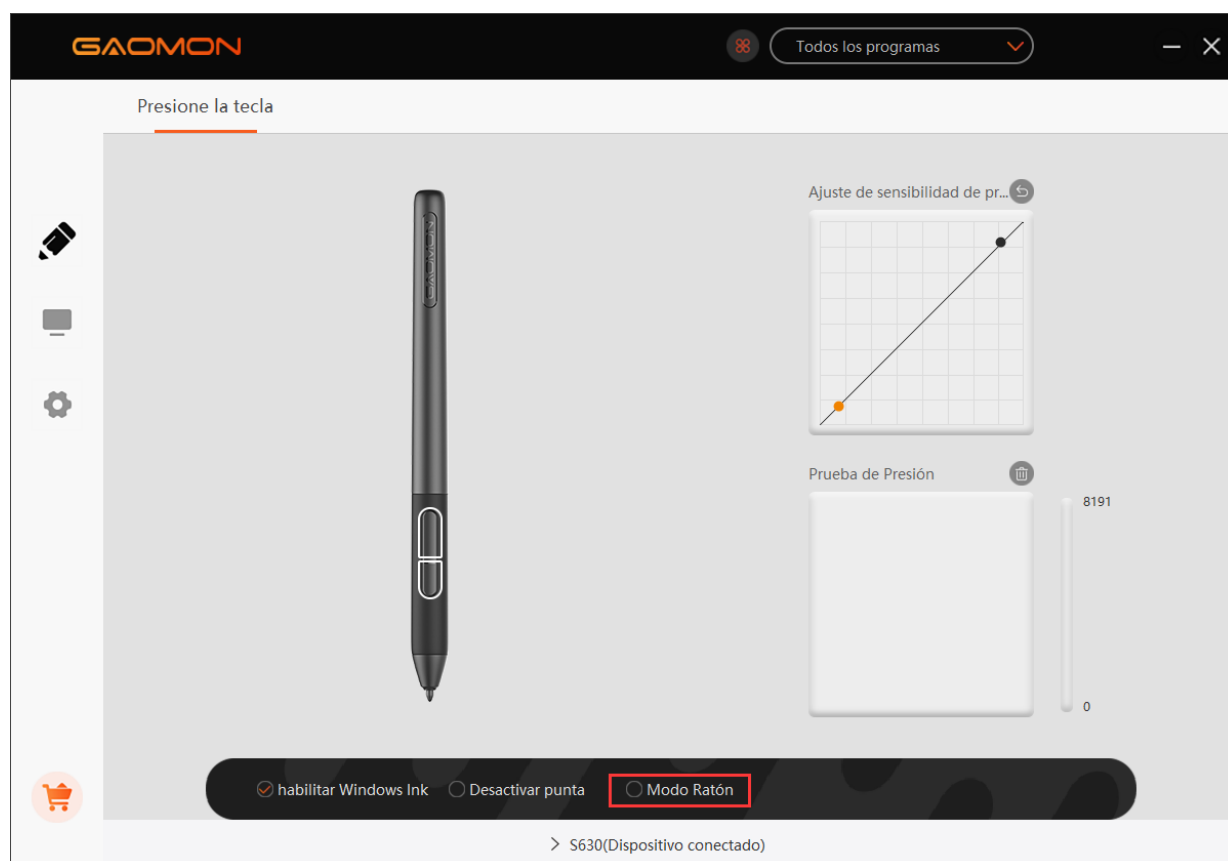 GAOMON
Todos los programas
Presione la tecla
GAOMON
Ajuste de sensibilidad de pr...
Prueba de Presión
8191
0
habilitar Windows Ink
Desactivar punta
Modo Ratón
S630(Dispositivo conectado)